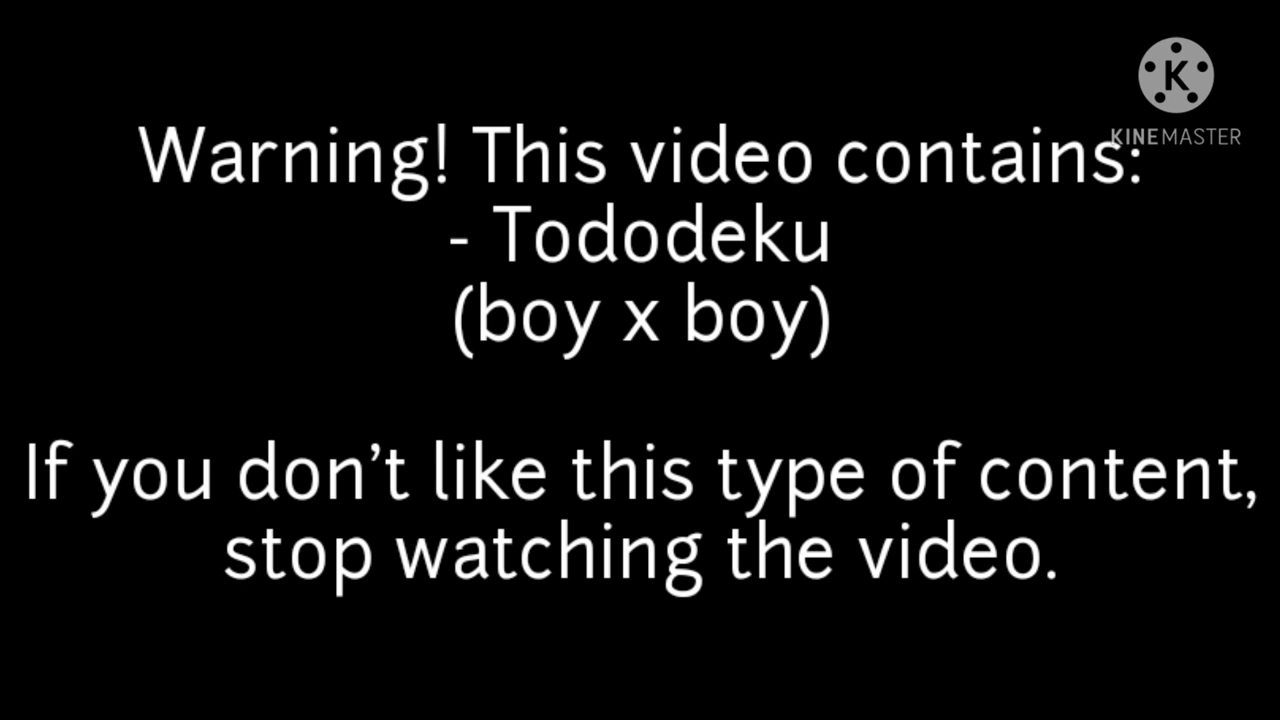 K
KINEMASTER
Warning! This video contains:
- Tododeku
(boy x boy)
If you don't like this type of content,
stop watching the video.